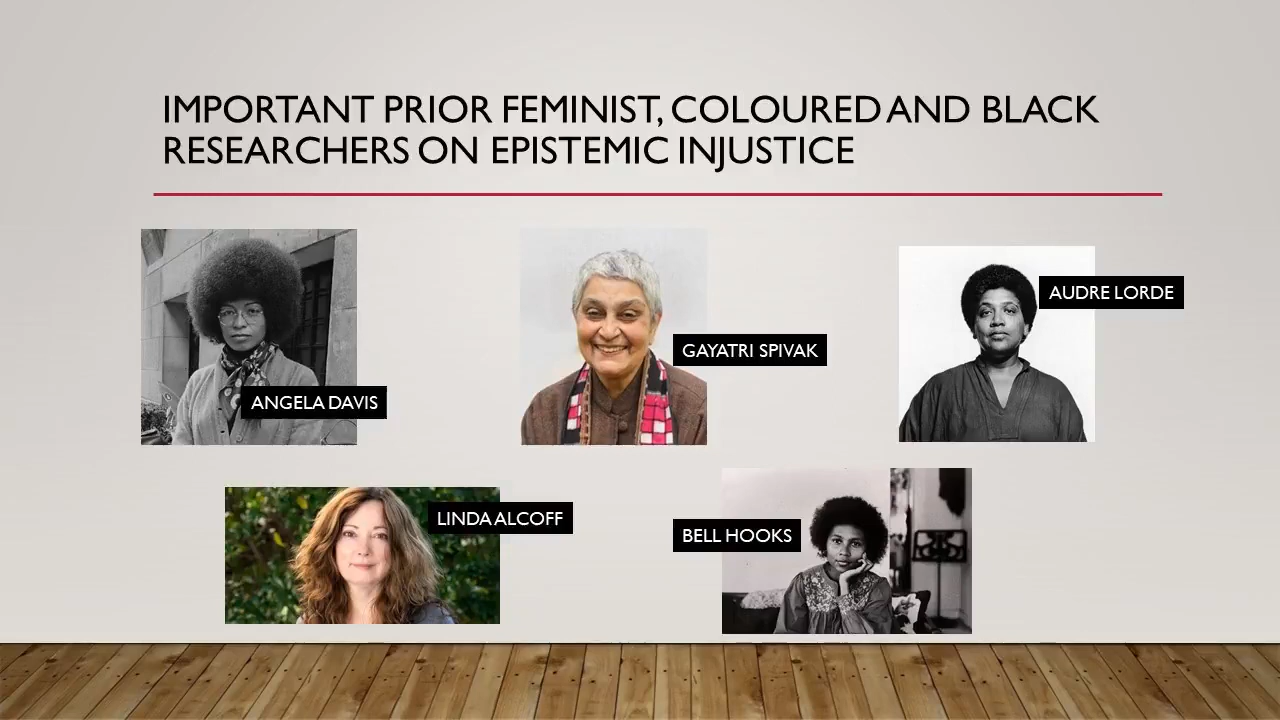 IMPORTANT PRIOR FEMINIST, COLOURED AND BLACK
RESEARCHERS ON EPISTEMIC INJUSTICE
ANGELA DAVIS
GAYATRI SPIVAK
AUDRE LORDE
LINDA ALCOFF
BELL HOOKS